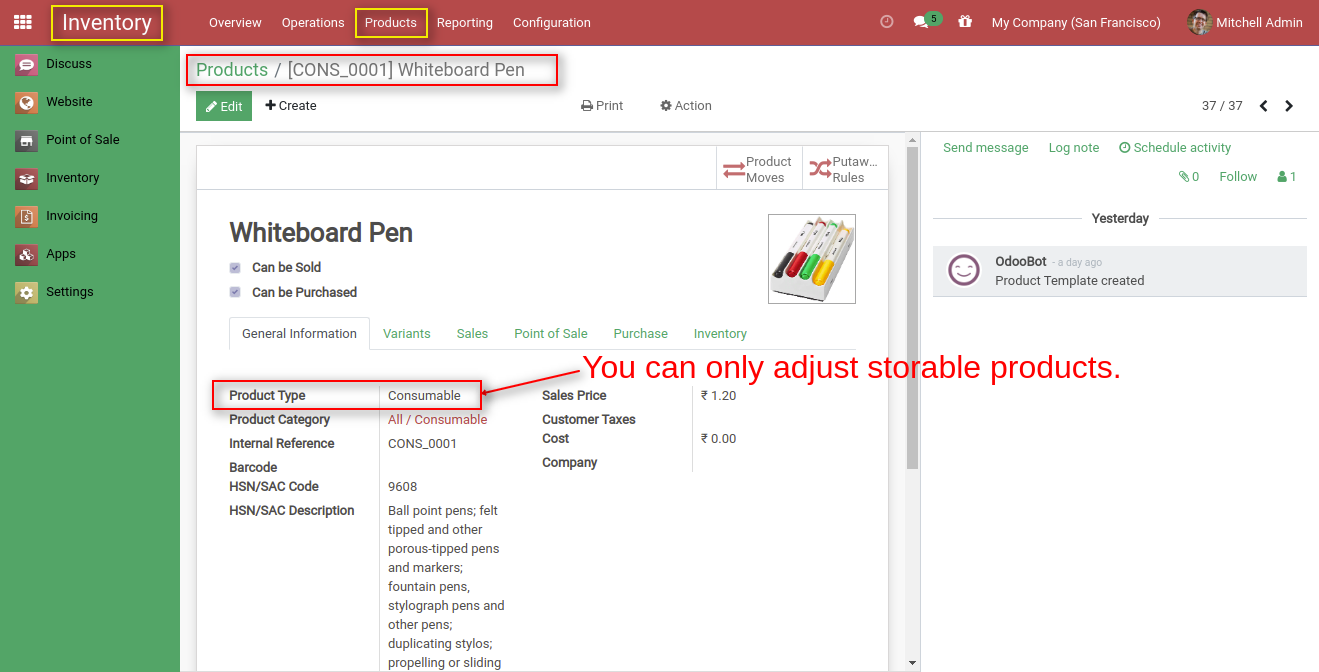 Inventory
Overview
Operations
Products
Reporting
Configuration
5
My Company (San Francisco)
Mitchell Admin
Discuss
Website
Point of Sale
Inventory
Invoicing
Apps
Settings
Products / [CONS_0001] Whiteboard Pen
Edit
Create
Print
Action
37 / 37
Product
Moves
Putaw...
Rules
Whiteboard Pen
Can be Sold
Can be Purchased
General Information
Variants
Sales
Point of Sale
Purchase
Inventory
You can only adjust storable products.
Product Type Consumable
Product Category All / Consumable
Internal Reference CONS_0001
Barcode
HSN/SAC Code 9608
HSN/SAC Description Ball point pens; felt
tipped and other
porous-tipped pens
and markers;
fountain pens,
stylograph pens and
other pens;
duplicating stylos;
propelling or sliding
Sales Price ₹ 1.20
Customer Taxes
Cost ₹ 0.00
Company
Send message
Log note
Schedule activity
0
Follow
1
Yesterday
OdooBot - a day ago
Product Template created